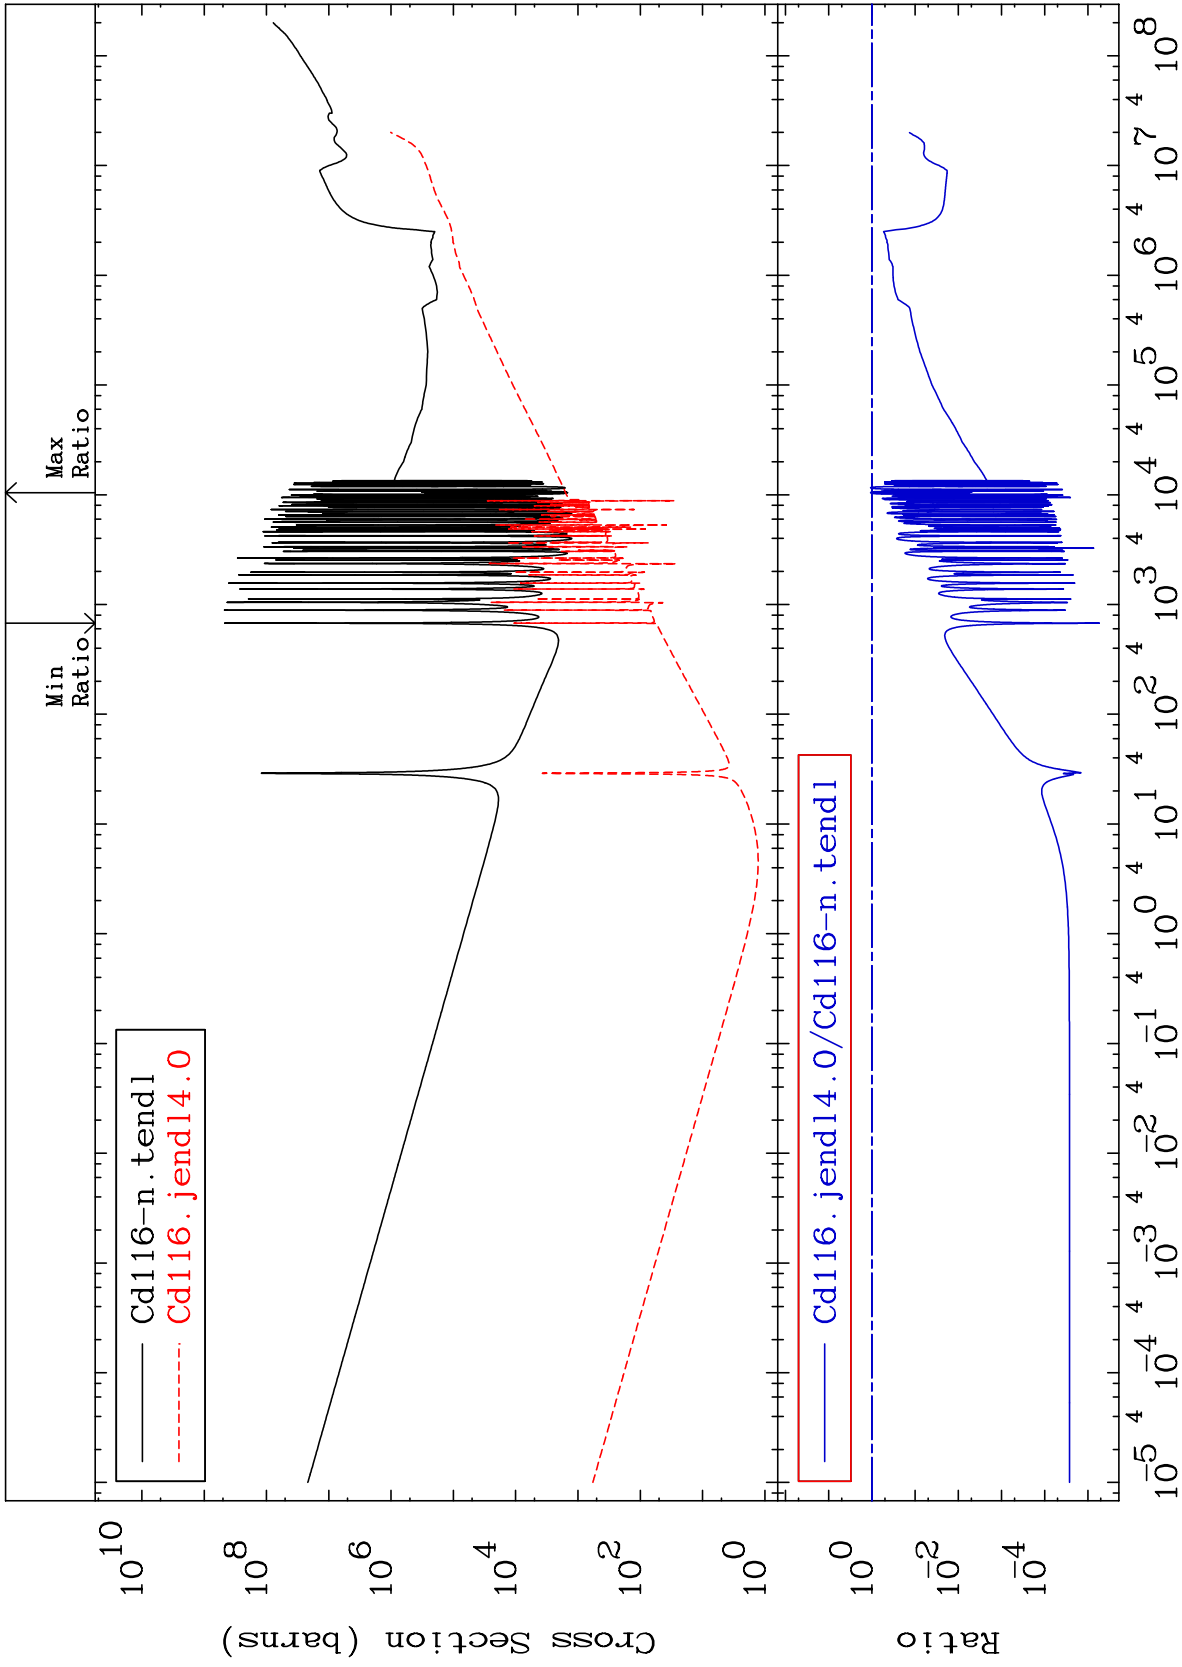 Min
Ratio
Max
Ratio
Cross Section (barns)
10^10
10^8
10^6
10^4
10^2
10^0
Cd116-n.tendl
Cd116.jendl4.0
Ratio
10^0
10^-2
10^-4
Cd116.jendl4.0/Cd116-n.tendl
10^-5 4 10^-4 4 10^-3 4 10^-2 4 10^-1 4 10^0 4 10^1 4 10^2 4 10^3 4 10^4 4 10^5 4 10^6 4 10^7 4 10^8